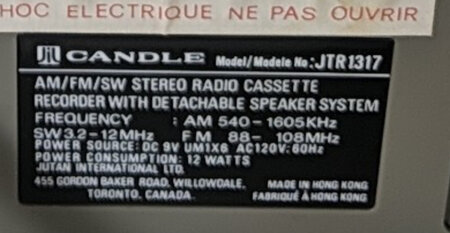 HOC ELECTRIQUE NE PAS OUVRIR
JIL CANDLE Model/Modele No: JTR1317
AM/FM/SW STEREO RADIO CASSETTE
RECORDER WITH DETACHABLE SPEAKER SYSTEM
FREQUENCY : AM 540-1605KHz
SW3.2-12MHz FM 88-108MHz
POWER SOURCE: DC 9V UM1X6 AC120V:60Hz
POWER CONSUMPTION: 12 WATTS
JUTAN INTERNATIONAL LTD.
455 GORDON BAKER ROAD, WILLOWDALE, MADE IN HONG KONG
TORONTO, CANADA. FABRIQUÉ À HONG KONG